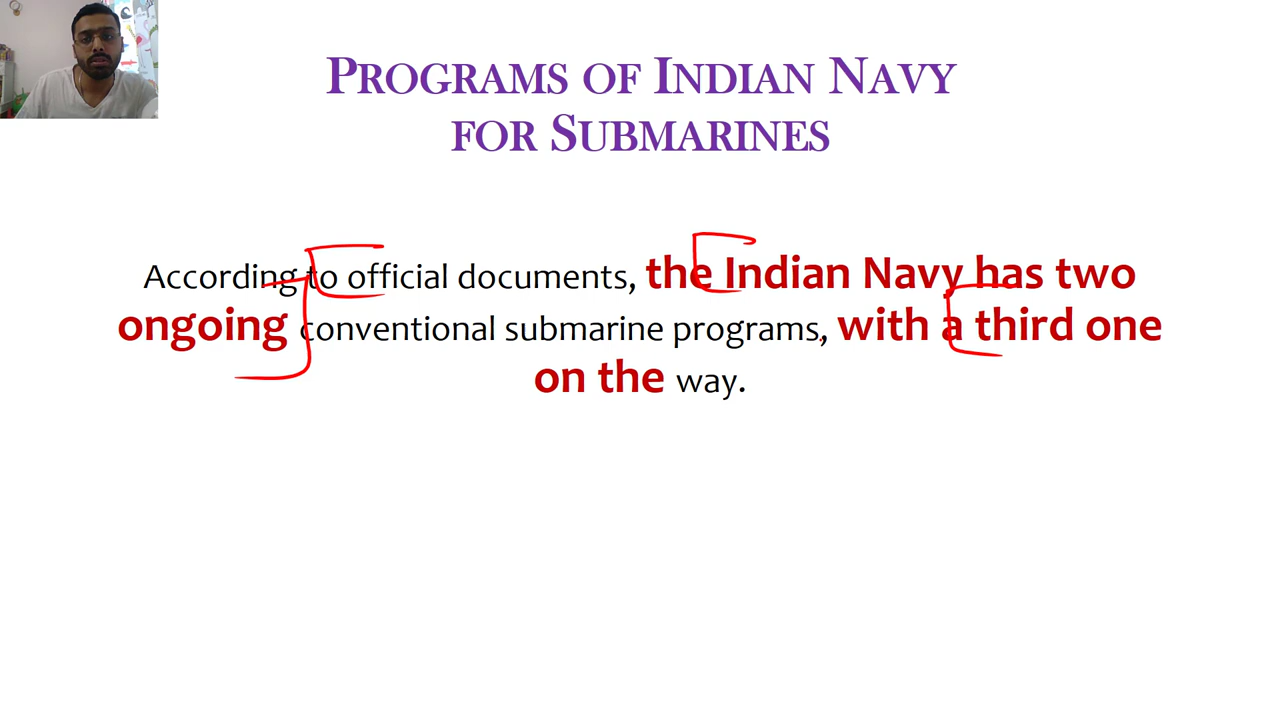 PROGRAMS OF INDIAN NAVY
FOR SUBMARINES
According to official documents, the Indian Navy has two
ongoing conventional submarine programs, with a third one
on the way.